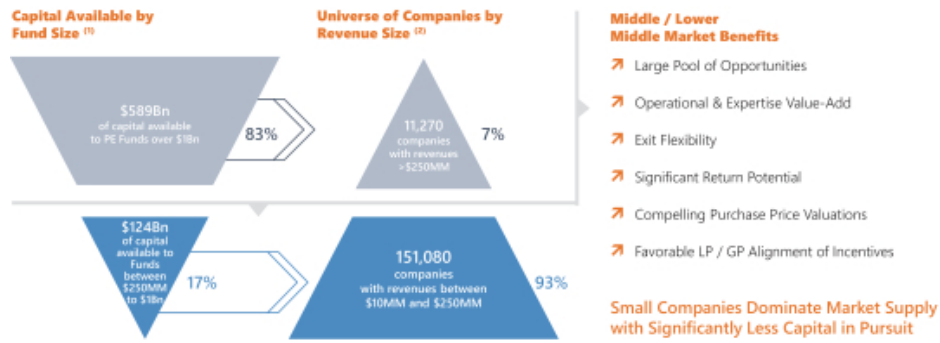 Capital Available by
Fund Size (1)
$589Bn
of capital available
to PE Funds over $1Bn
83%
Universe of Companies by
Revenue Size (2)
11,270
companies
with revenues
>$250MM
7%
$124Bn
of capital
available to
Funds
between
$250MM
to $1Bn
17%
151,080
companies
with revenues between
$10MM and $250MM
93%
Middle / Lower
Middle Market Benefits
Large Pool of Opportunities
Operational & Expertise Value-Add
Exit Flexibility
Significant Return Potential
Compelling Purchase Price Valuations
Favorable LP / GP Alignment of Incentives
Small Companies Dominate Market Supply
with Significantly Less Capital in Pursuit